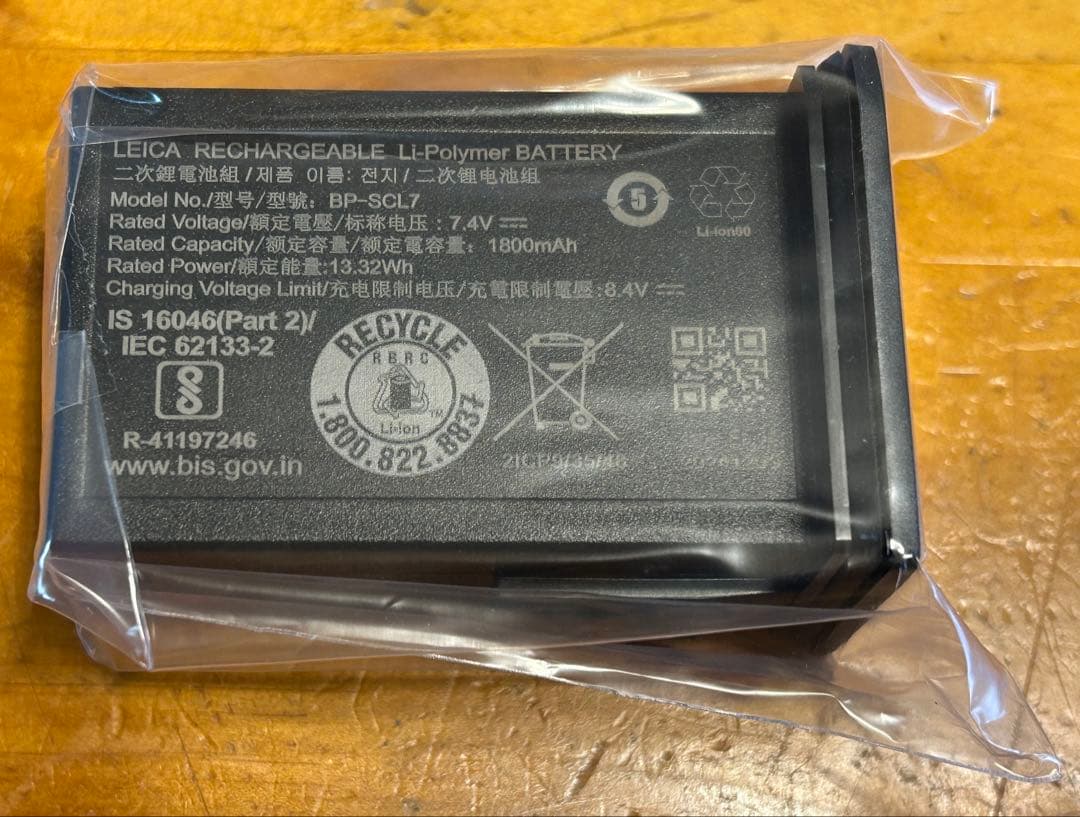 LEICA RECHARGEABLE Li-Polymer BATTERY
二次鋰電池組 /제품 이름: 전지 / 二次锂电池组
Model No./型号/型號: BP-SCL7
Rated Voltage/額定電壓/标称电压 : 7.4V
Rated Capacity/额定容量/額定電容量: 1800mAh
Rated Power/額定能量:13.32Wh
Charging Voltage Limit/充电限制电压/充電限制電壓:8.4V
5
Li-ion00
IS 16046(Part 2)/
IEC 62133-2
R-41197246
www.bis.gov.in
RECYCLE
RBRC
Li-ion
TM
1.800.822.8837